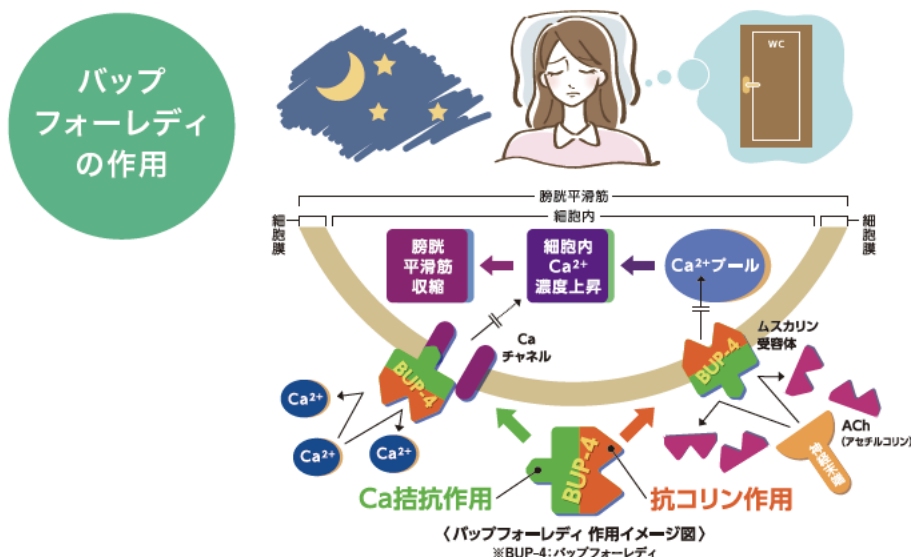 バップ
フォーレディ
の作用
WC
膀胱平滑筋
細胞膜
細胞内
細胞膜
膀胱
平滑筋
収縮
細胞内
Ca²⁺
濃度上昇
Ca²⁺プール
Ca
チャネル
ムスカリン
受容体
BUP-4
BUP-4
Ca²⁺
Ca²⁺
Ca²⁺
ACh
(アセチルコリン)
神経末端
BUP-4
Ca拮抗作用
抗コリン作用
〈バップフォーレディ 作用イメージ図〉
※BUP-4:バップフォーレディ